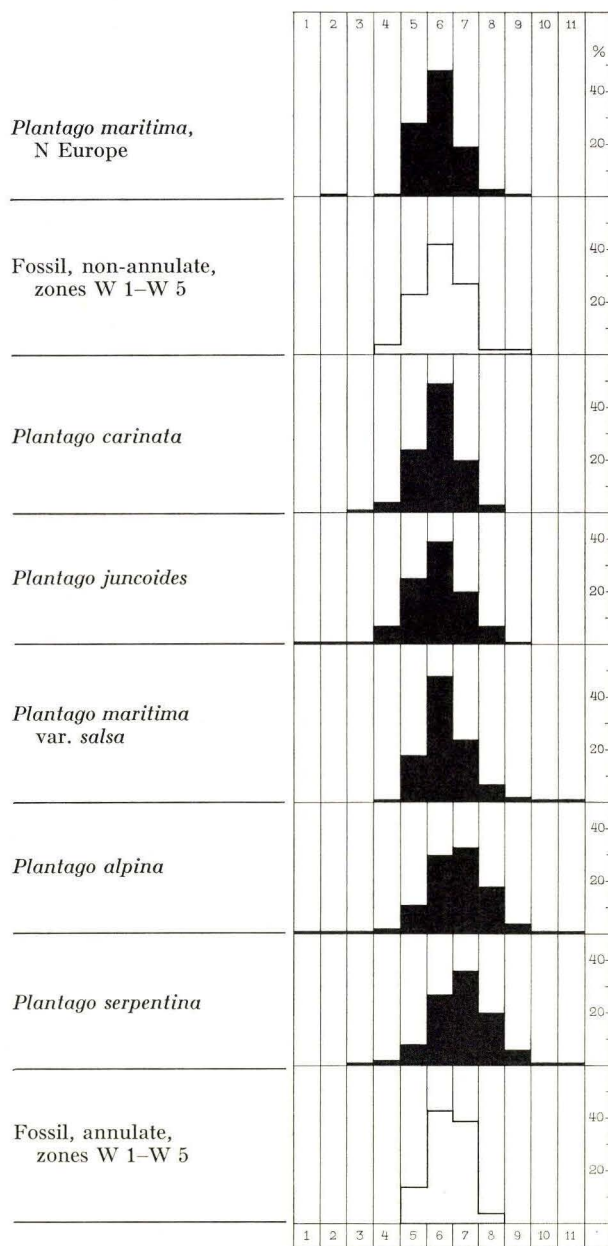 1 2 3 4 5 6 7 8 9 10 11
%
40
20
Plantago maritima,
N Europe
40
20
Fossil, non-annulate,
zones W 1–W 5
40
20
Plantago carinata
40
20
Plantago juncoides
40
20
Plantago maritima
var. salsa
40
20
Plantago alpina
40
20
Plantago serpentina
40
20
Fossil, annulate,
zones W 1–W 5
1 2 3 4 5 6 7 8 9 10 11